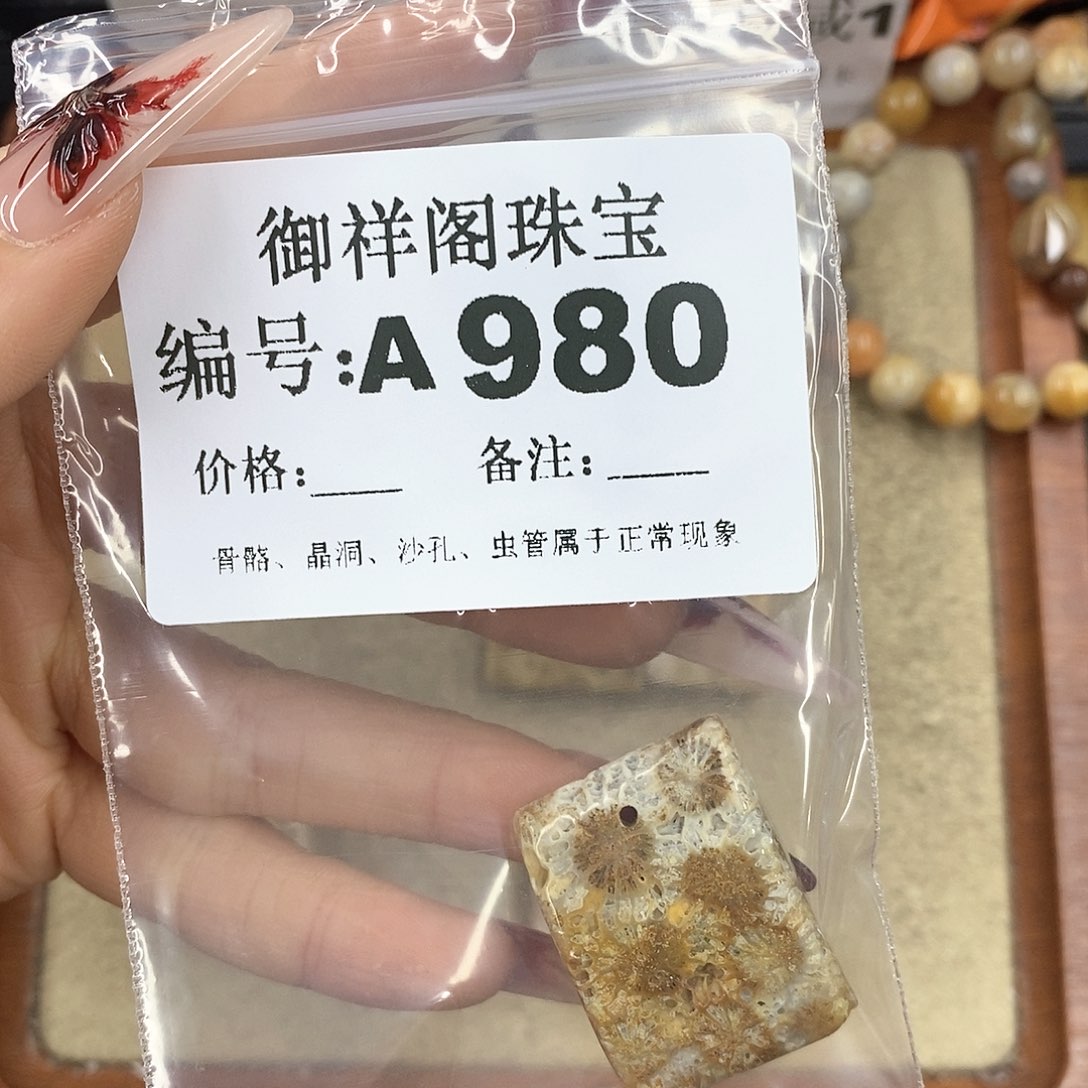 御祥阁珠宝
编号:A980
价格:____ 备注:____
骨骼、晶洞、沙孔、虫管属于正常现象